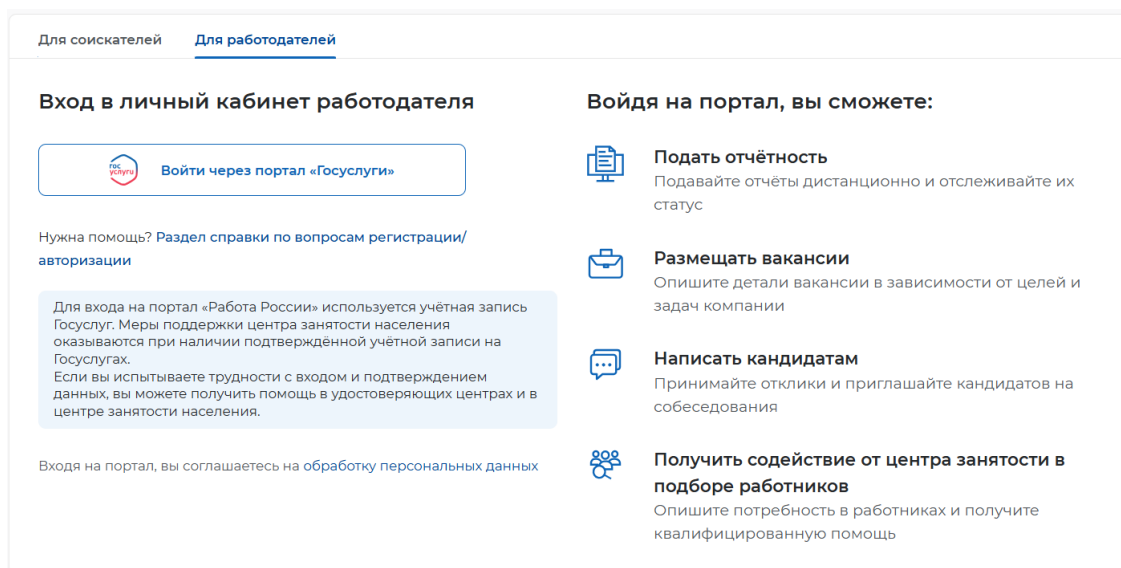 Для соискателей
Для работодателей
Вход в личный кабинет работодателя
гос
услуги
Войти через портал «Госуслуги»
Нужна помощь? Раздел справки по вопросам регистрации/
авторизации
Для входа на портал «Работа России» используется учётная запись
Госуслуг. Меры поддержки центра занятости населения
оказываются при наличии подтверждённой учётной записи на
Госуслугах.
Если вы испытываете трудности с входом и подтверждением
данных, вы можете получить помощь в удостоверяющих центрах и в
центре занятости населения.
Входя на портал, вы соглашаетесь на обработку персональных данных
Войдя на портал, вы сможете:
Подать отчётность
Подавайте отчёты дистанционно и отслеживайте их
статус
Размещать вакансии
Опишите детали вакансии в зависимости от целей и
задач компании
Написать кандидатам
Принимайте отклики и приглашайте кандидатов на
собеседования
Получить содействие от центра занятости в
подборе работников
Опишите потребность в работниках и получите
квалифицированную помощь